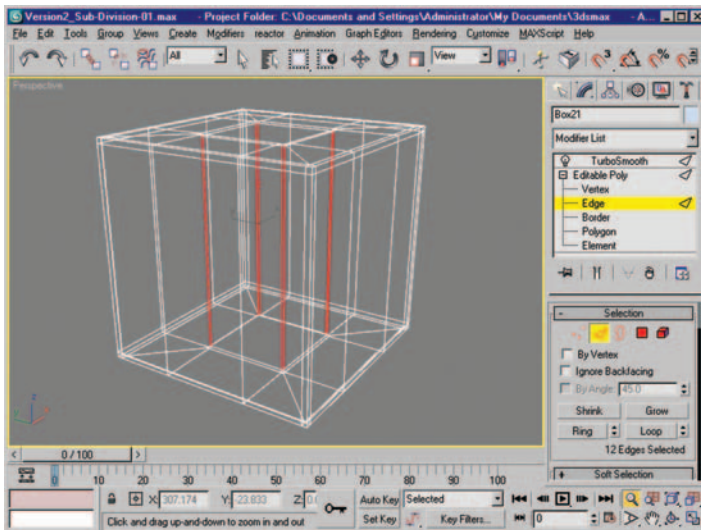 Version2_Sub-Division-01.max - Project Folder: C:\Documents and Settings\Administrator\My Documents\3dsmax - A...
File Edit Tools Group Views Create Modifiers reactor Animation Graph Editors Rendering Customize MAXScript Help
All View
Perspective
Box21
Modifier List
TurboSmooth
Editable Poly
Vertex
Edge
Border
Polygon
Element
Selection
By Vertex
Ignore Backfacing
By Angle: 45.0
Shrink Grow
Ring Loop
12 Edges Selected
Soft Selection
0 / 100
0 10 20 30 40 50 60 70 80 90 100
X: 307.174 Y: -23.833 Z:
Auto Key Selected
Click and drag up-and-down to zoom in and out
Set Key Key Filters... 0